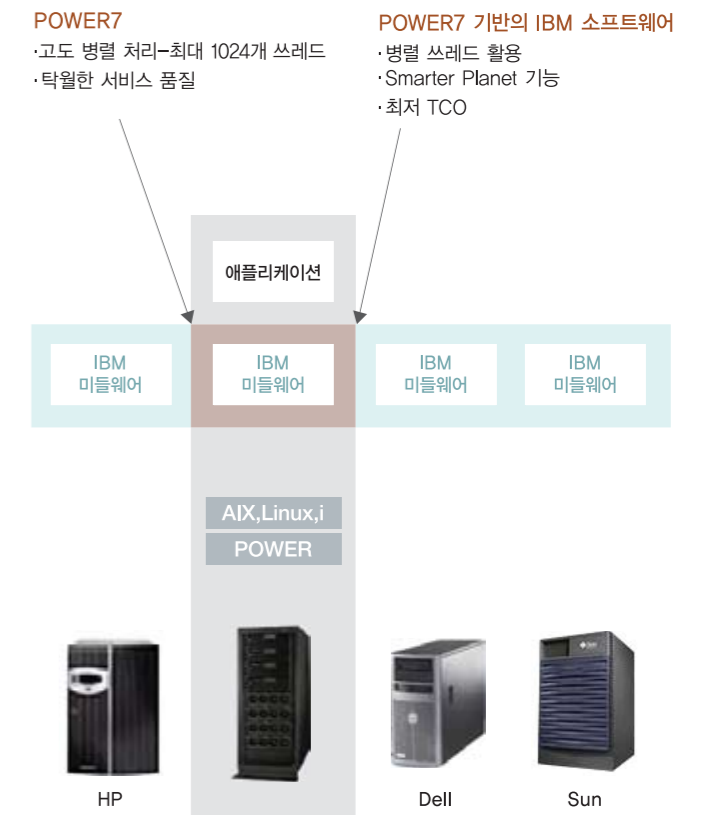 POWER7
·고도 병렬 처리-최대 1024개 쓰레드
·탁월한 서비스 품질
POWER7 기반의 IBM 소프트웨어
·병렬 쓰레드 활용
·Smarter Planet 기능
·최저 TCO
애플리케이션
IBM
미들웨어
IBM
미들웨어
IBM
미들웨어
IBM
미들웨어
AIX,Linux,i
POWER
HP
Dell
Sun